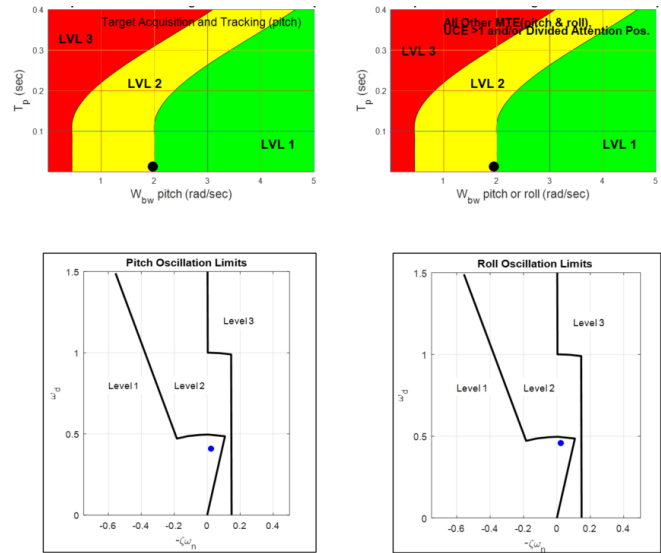 Target Acquisition and Tracking (pitch)
LVL 3
LVL 2
LVL 1
T_p (sec)
0.4
0.3
0.2
0.1
1 2 3 4 5
W_bw pitch (rad/sec)
All Other MTE(pitch & roll),
UCE >1 and/or Divided Attention Pos.
LVL 3
LVL 2
LVL 1
T_p (sec)
0.4
0.3
0.2
0.1
1 2 3 4 5
W_bw pitch or roll (rad/sec)
Pitch Oscillation Limits
1.5
Level 3
1
Level 1
Level 2
ω_d
0.5
0
-0.6 -0.4 -0.2 0 0.2 0.4
-ζω_n
Roll Oscillation Limits
1.5
Level 3
1
Level 1
Level 2
ω_d
0.5
0
-0.6 -0.4 -0.2 0 0.2 0.4
-ζω_n